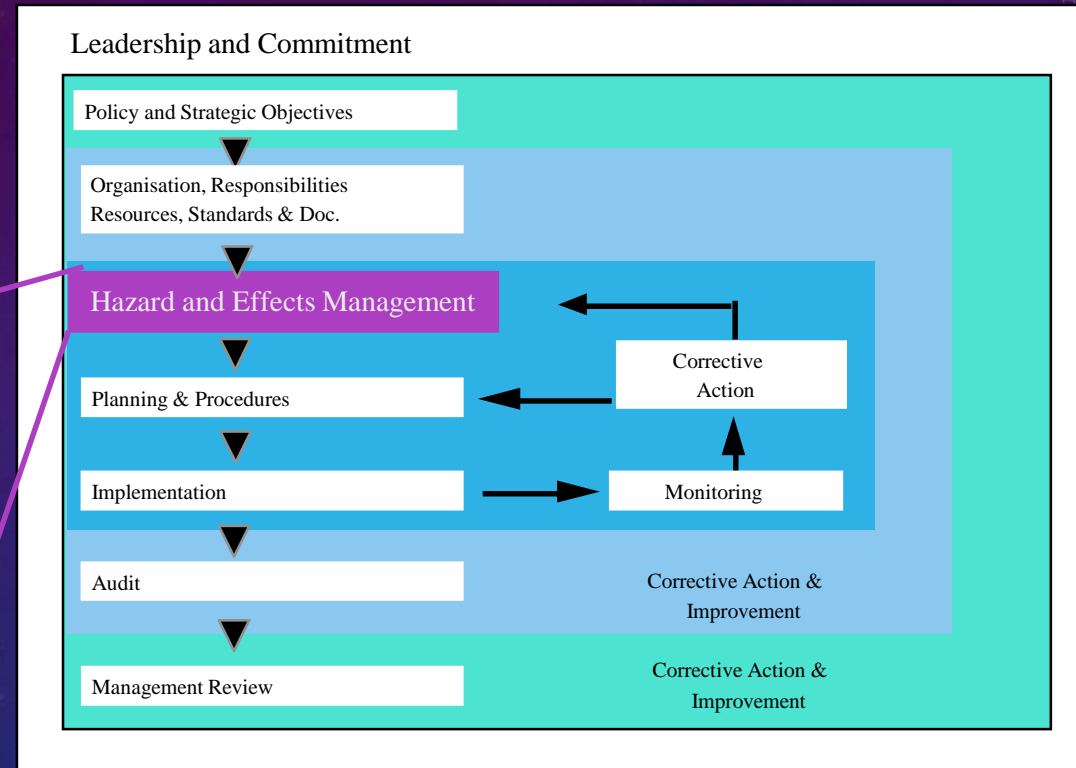 Leadership and Commitment
Policy and Strategic Objectives
Organisation, Responsibilities
Resources, Standards & Doc.
Hazard and Effects Management
Corrective
Action
Planning & Procedures
Implementation
Monitoring
Audit
Corrective Action &
Improvement
Management Review
Corrective Action &
Improvement